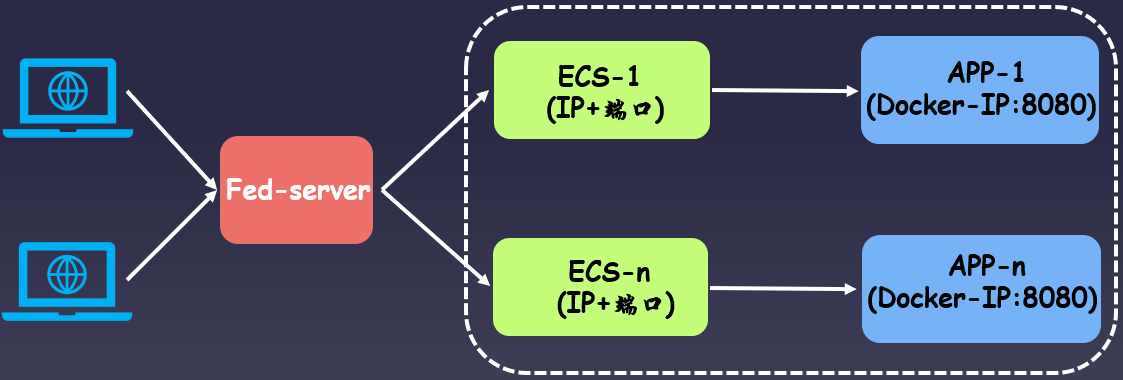 Fed-server
ECS-1
(IP+端口)
APP-1
(Docker-IP:8080)
ECS-n
(IP+端口)
APP-n
(Docker-IP:8080)